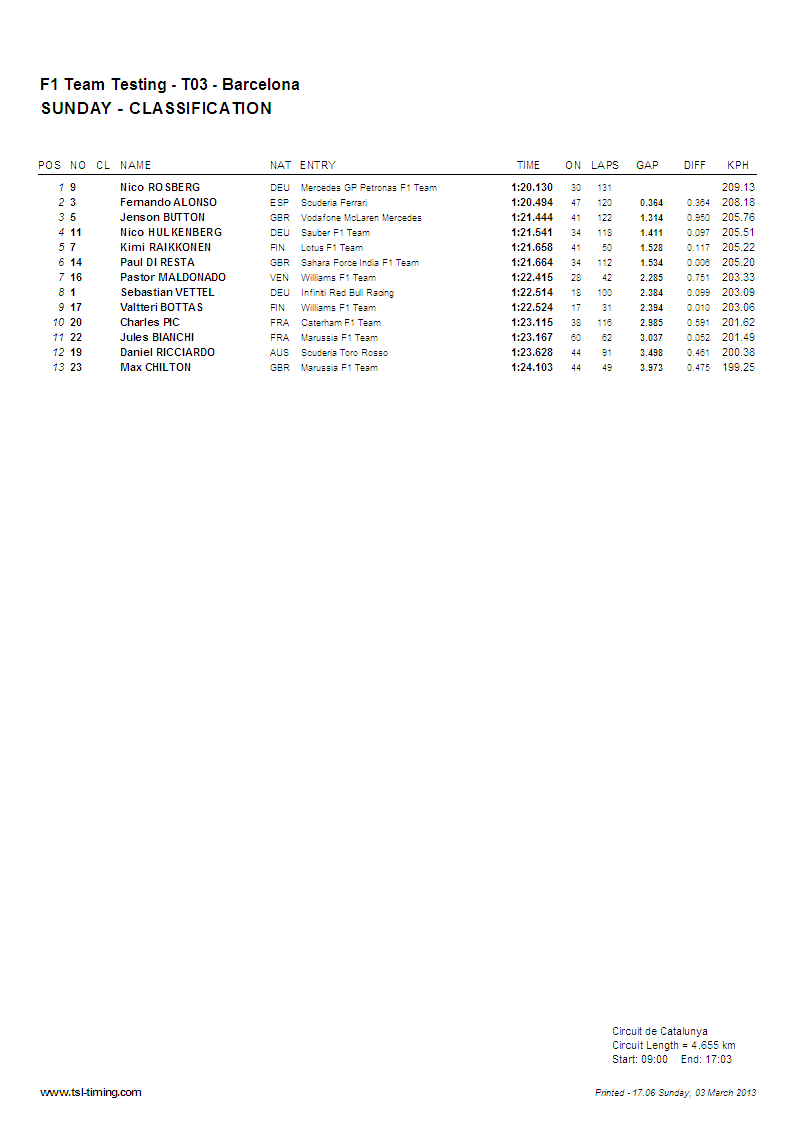 F1 Team Testing - T03 - Barcelona
SUNDAY - CLASSIFICATION
POS NO CL NAME NAT ENTRY TIME ON LAPS GAP DIFF KPH
1 9 Nico ROSBERG DEU Mercedes GP Petronas F1 Team 1:20.130 30 131 209.13
2 3 Fernando ALONSO ESP Scuderia Ferrari 1:20.494 47 120 0.364 0.364 208.18
3 5 Jenson BUTTON GBR Vodafone McLaren Mercedes 1:21.444 41 122 1.314 0.950 205.76
4 11 Nico HULKENBERG DEU Sauber F1 Team 1:21.541 34 118 1.411 0.097 205.51
5 7 Kimi RAIKKONEN FIN Lotus F1 Team 1:21.658 41 50 1.528 0.117 205.22
6 14 Paul DI RESTA GBR Sahara Force India F1 Team 1:21.664 34 112 1.534 0.006 205.20
7 16 Pastor MALDONADO VEN Williams F1 Team 1:22.415 28 42 2.285 0.751 203.33
8 1 Sebastian VETTEL DEU Infiniti Red Bull Racing 1:22.514 18 100 2.384 0.099 203.09
9 17 Valtteri BOTTAS FIN Williams F1 Team 1:22.524 17 31 2.394 0.010 203.06
10 20 Charles PIC FRA Caterham F1 Team 1:23.115 38 116 2.985 0.591 201.62
11 22 Jules BIANCHI FRA Marussia F1 Team 1:23.167 60 62 3.037 0.052 201.49
12 19 Daniel RICCIARDO AUS Scuderia Toro Rosso 1:23.628 44 91 3.498 0.461 200.38
13 23 Max CHILTON GBR Marussia F1 Team 1:24.103 44 49 3.973 0.475 199.25
Circuit de Catalunya
Circuit Length = 4.655 km
Start: 09:00 End: 17:03
www.tsl-timing.com Printed - 17.06 Sunday, 03 March 2013